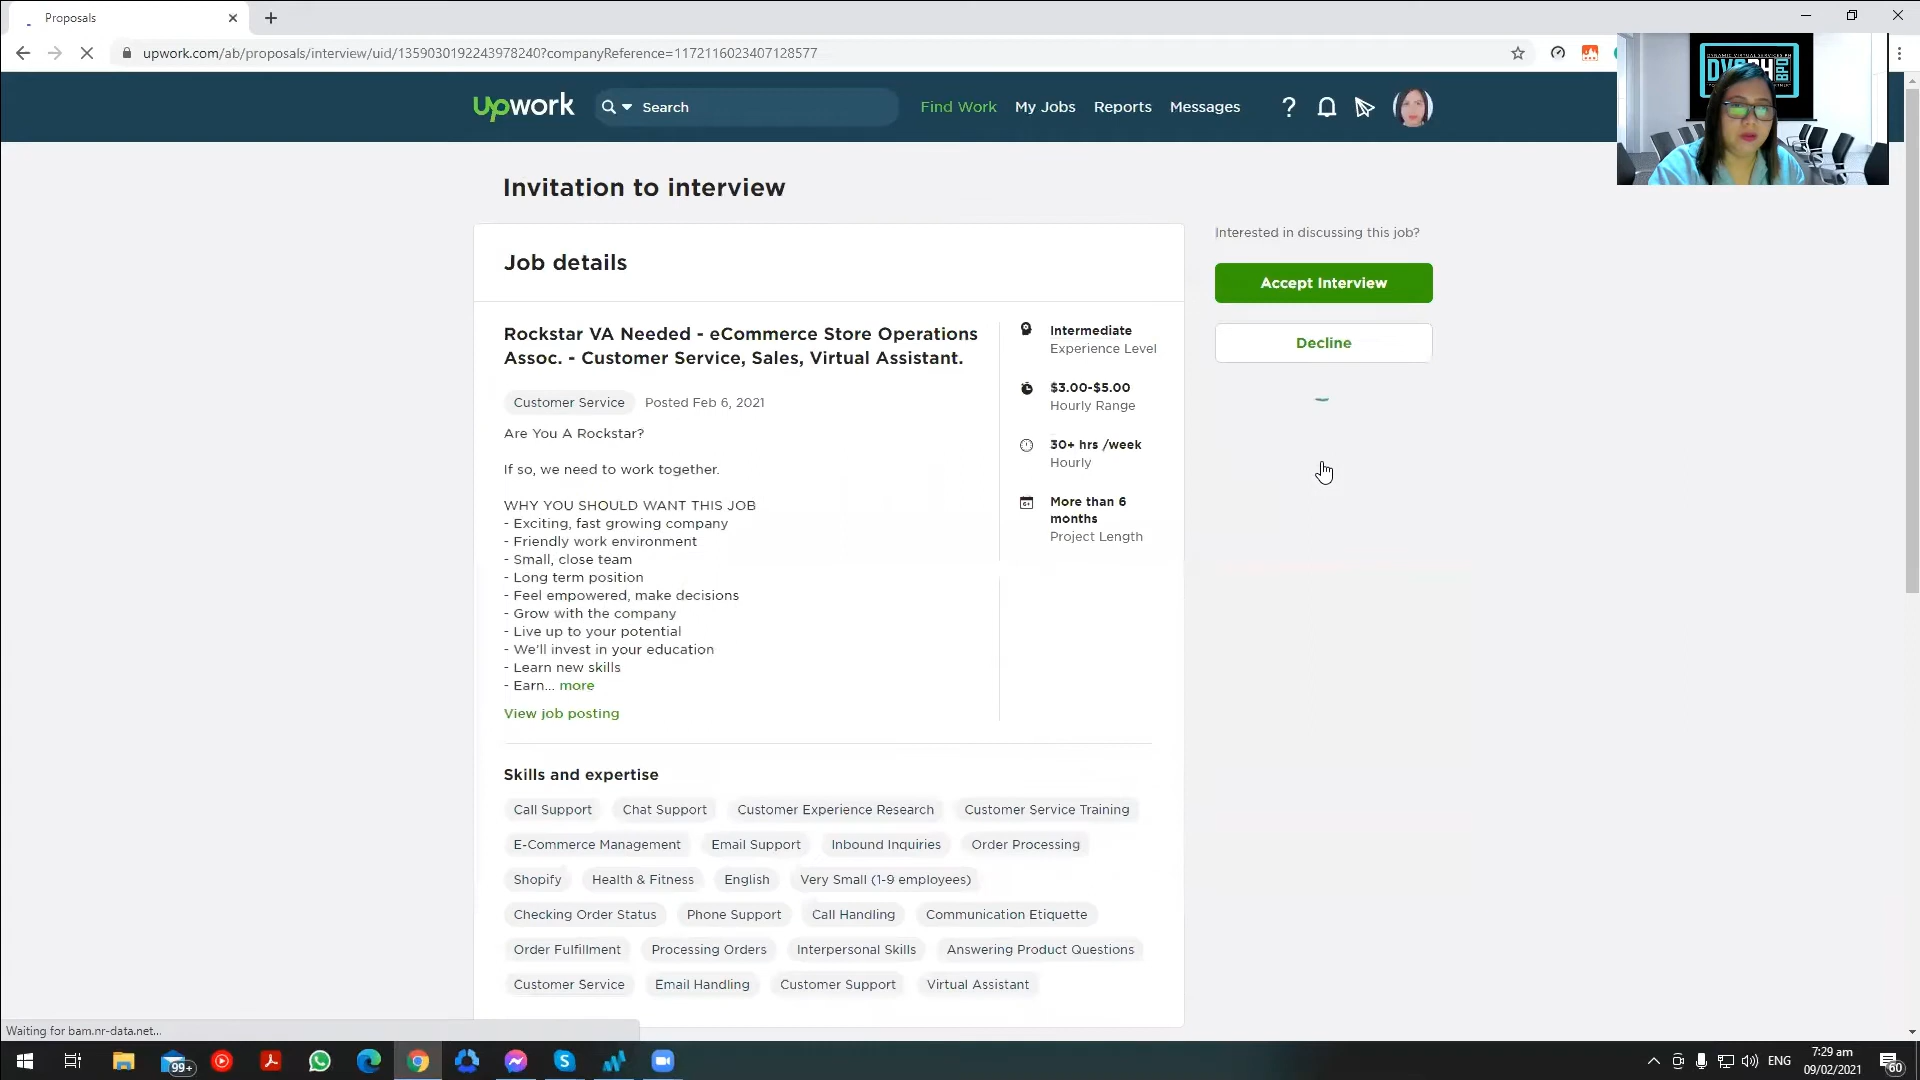 Proposals
upwork.com/ab/proposals/interview/uid/1359030192243978240?companyReference=1172116023407128577
upwork
Search
Find Work
My Jobs
Reports
Messages
Invitation to interview
Job details
Rockstar VA Needed - eCommerce Store Operations
Assoc. - Customer Service, Sales, Virtual Assistant.
Customer Service Posted Feb 6, 2021
Are You A Rockstar?
If so, we need to work together.
WHY YOU SHOULD WANT THIS JOB
- Exciting, fast growing company
- Friendly work environment
- Small, close team
- Long term position
- Feel empowered, make decisions
- Grow with the company
- Live up to your potential
- We'll invest in your education
- Learn new skills
- Earn... more
View job posting
Intermediate
Experience Level
$3.00-$5.00
Hourly Range
30+ hrs /week
Hourly
More than 6
months
Project Length
Interested in discussing this job?
Accept Interview
Decline
Skills and expertise
Call Support Chat Support Customer Experience Research Customer Service Training
E-Commerce Management Email Support Inbound Inquiries Order Processing
Shopify Health & Fitness English Very Small (1-9 employees)
Checking Order Status Phone Support Call Handling Communication Etiquette
Order Fulfillment Processing Orders Interpersonal Skills Answering Product Questions
Customer Service Email Handling Customer Support Virtual Assistant
Waiting for bam.nr-data.net...
99+
ENG
7:29 am
09/02/2021
60